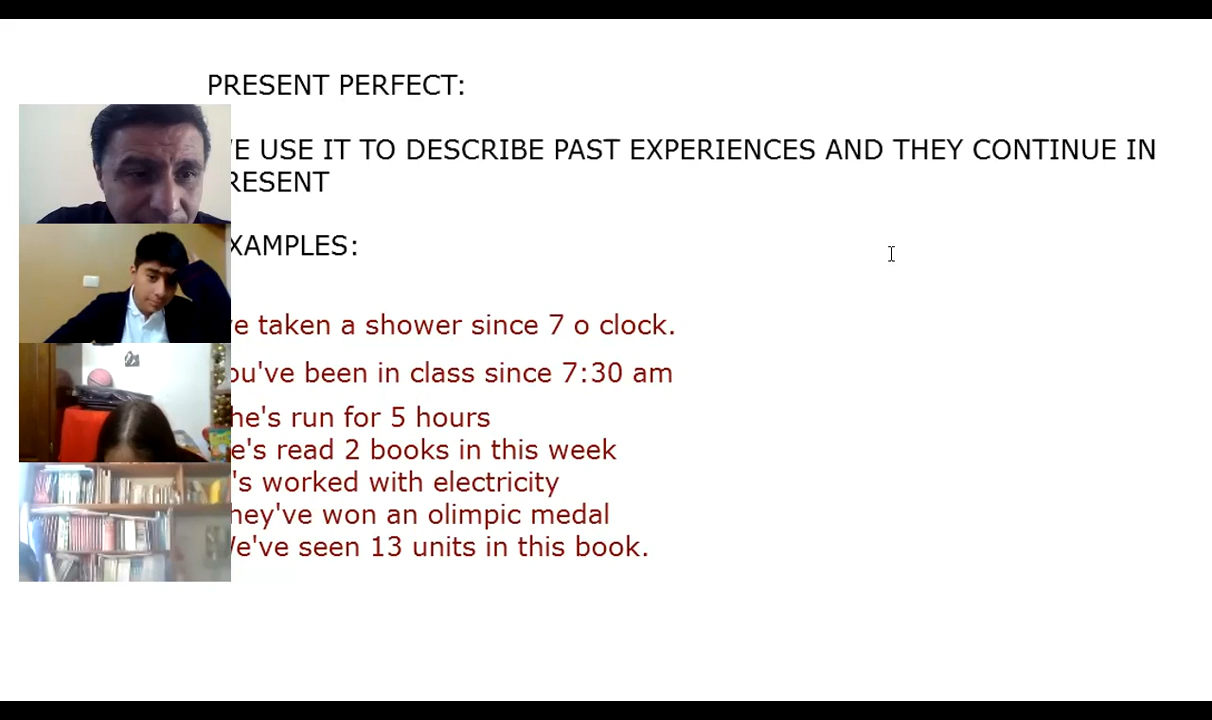 PRESENT PERFECT:
E USE IT TO DESCRIBE PAST EXPERIENCES AND THEY CONTINUE IN
RESENT
XAMPLES:
ve taken a shower since 7 o clock.
ou've been in class since 7:30 am
he's run for 5 hours
e's read 2 books in this week
's worked with electricity
hey've won an olimpic medal
We've seen 13 units in this book.